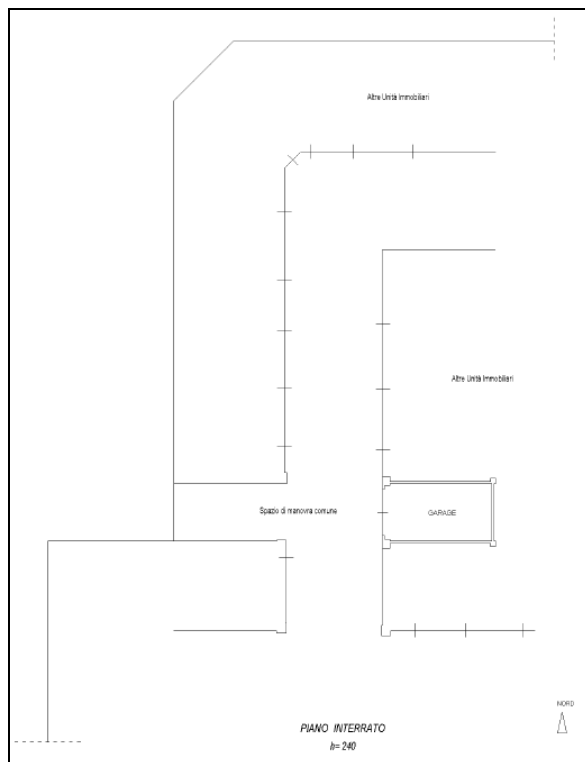 Altre Unità Immobiliari
Altre Unità Immobiliari
Spazio di manovra comune
GARAGE
NORD
PIANO INTERRATO
h= 240